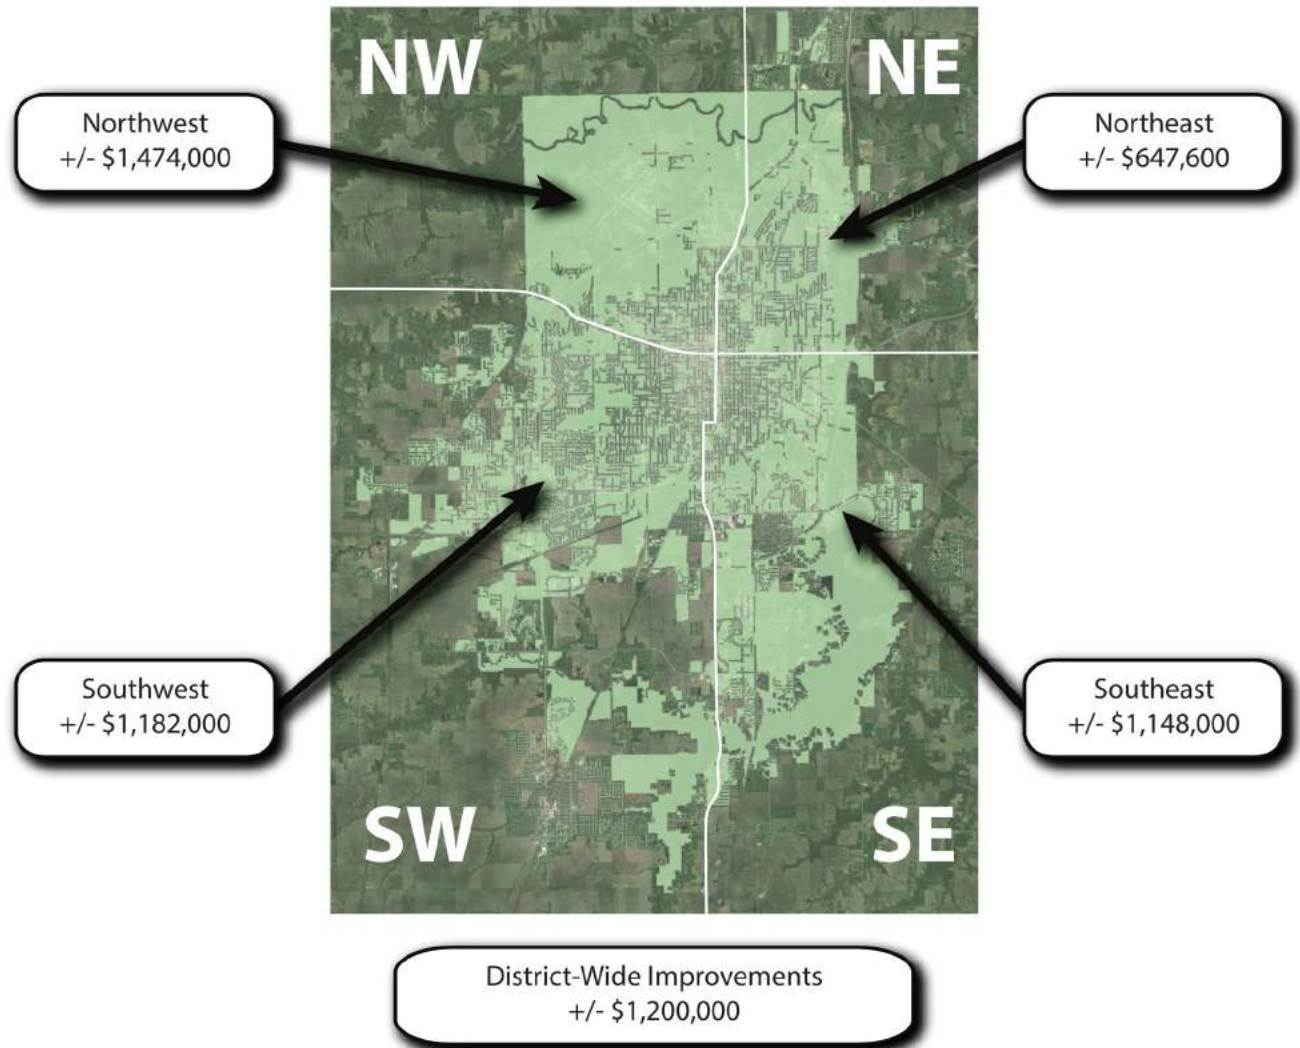 NW
NE
Northwest
+/- $1,474,000
Northeast
+/- $647,600
Southwest
+/- $1,182,000
Southeast
+/- $1,148,000
SW
SE
District-Wide Improvements
+/- $1,200,000